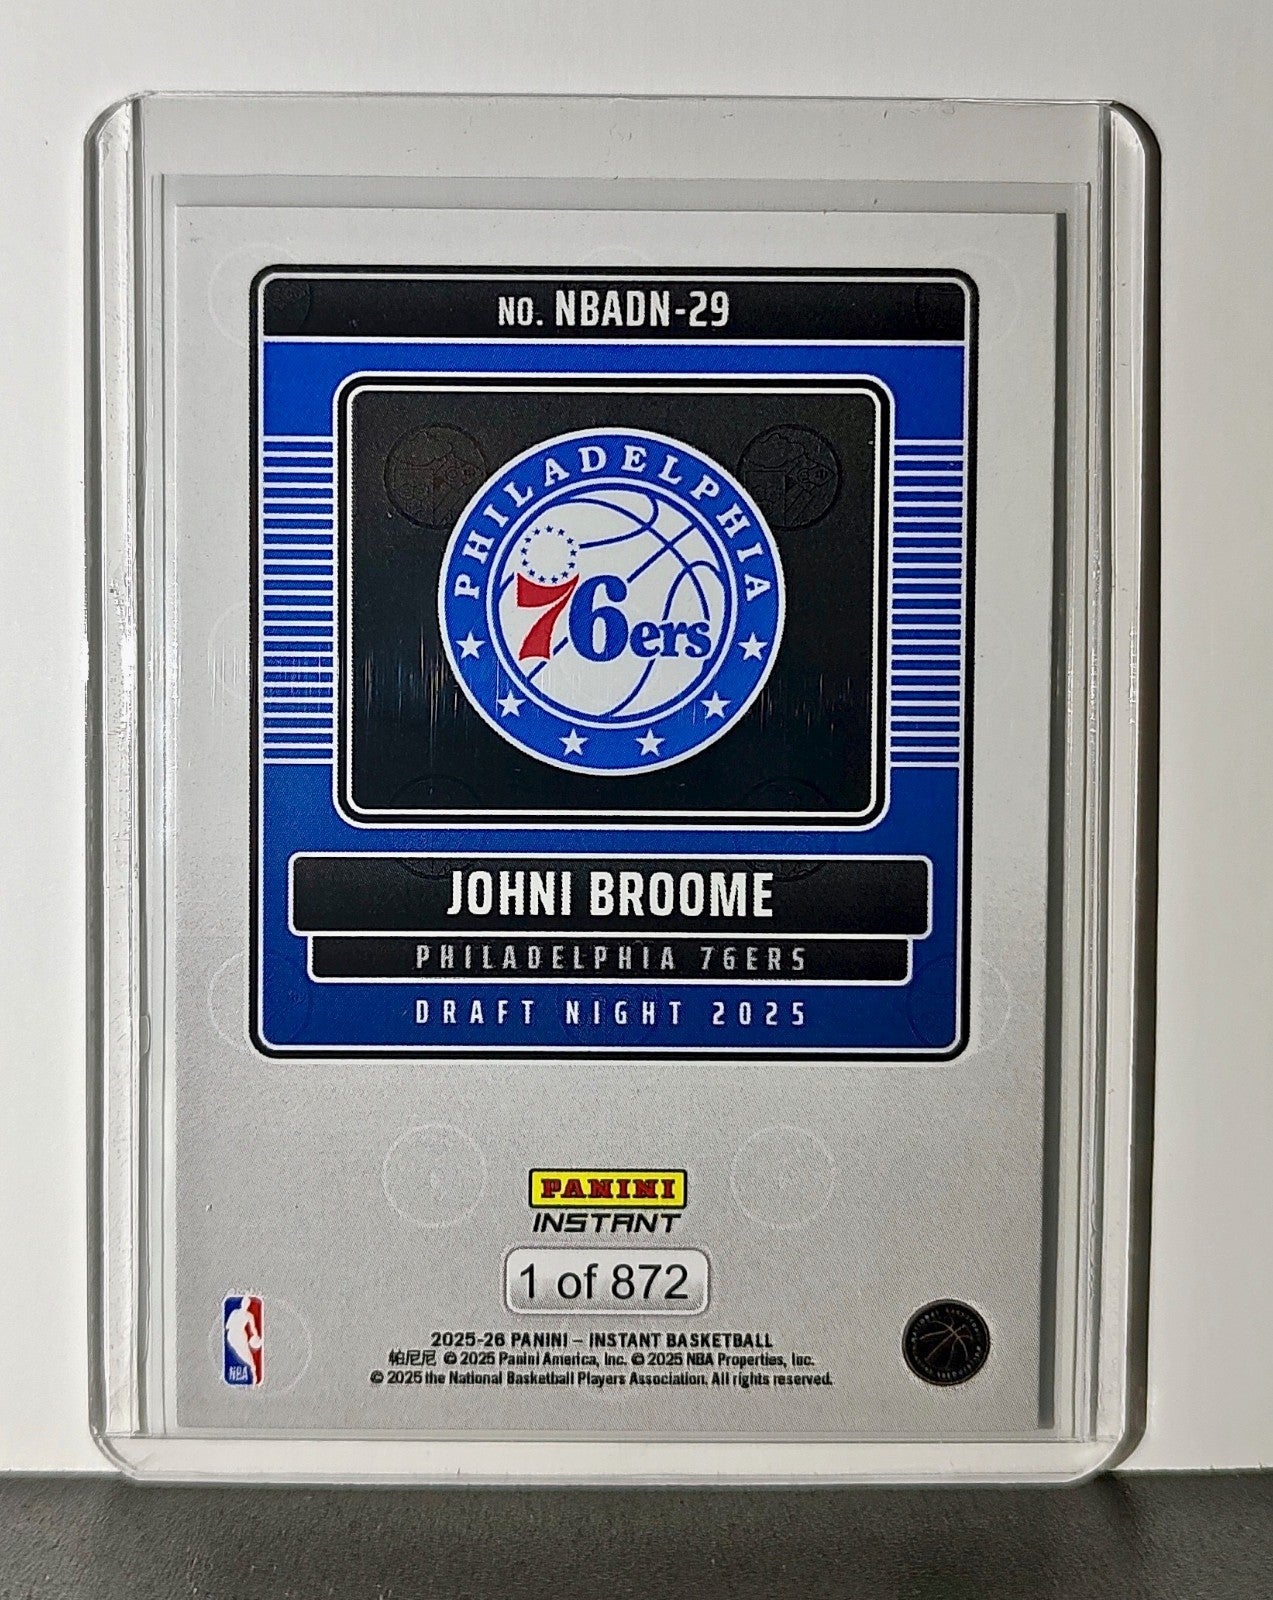 NO. NBADN-29
PHILADELPHIA
76ers
JOHNI BROOME
PHILADELPHIA 76ERS
DRAFT NIGHT 2025
PANINI
INSTANT
1 of 872
2025-26 PANINI – INSTANT BASKETBALL
帕尼尼 © 2025 Panini America, Inc. © 2025 NBA Properties, Inc.
© 2025 the National Basketball Players Association. All rights reserved.
NBA